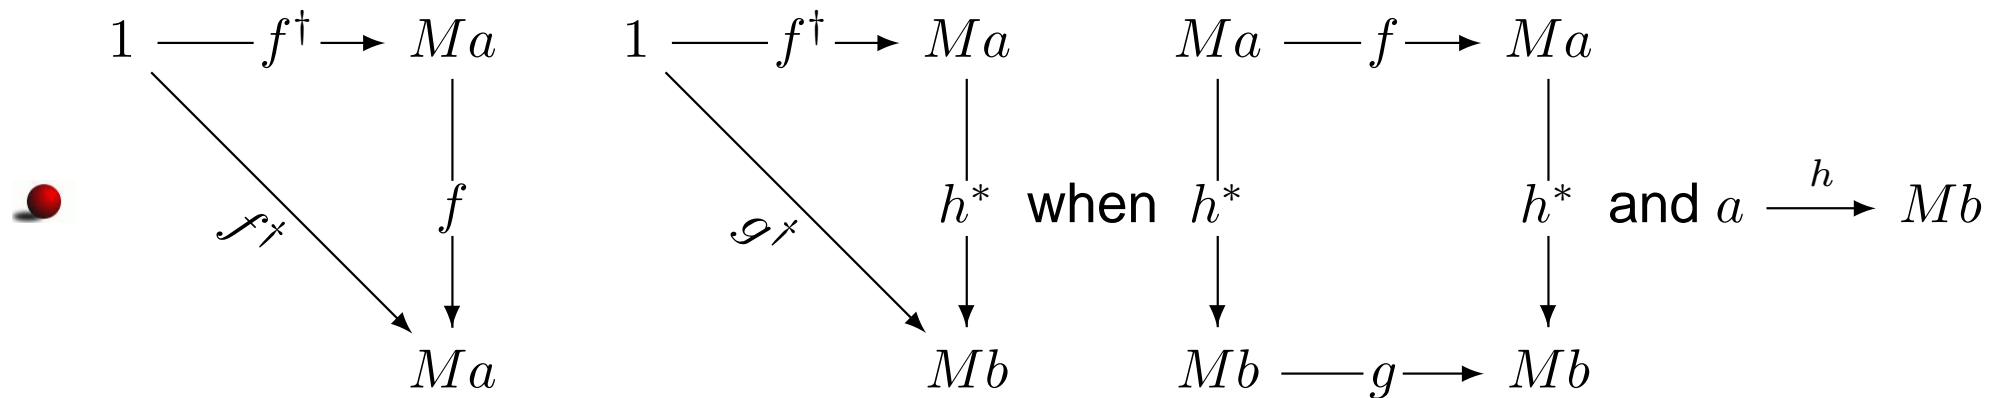 1 f† Ma 1 f† Ma Ma f Ma
f† f g† h* when h* h* and a h Mb
Ma Mb Mb g Mb